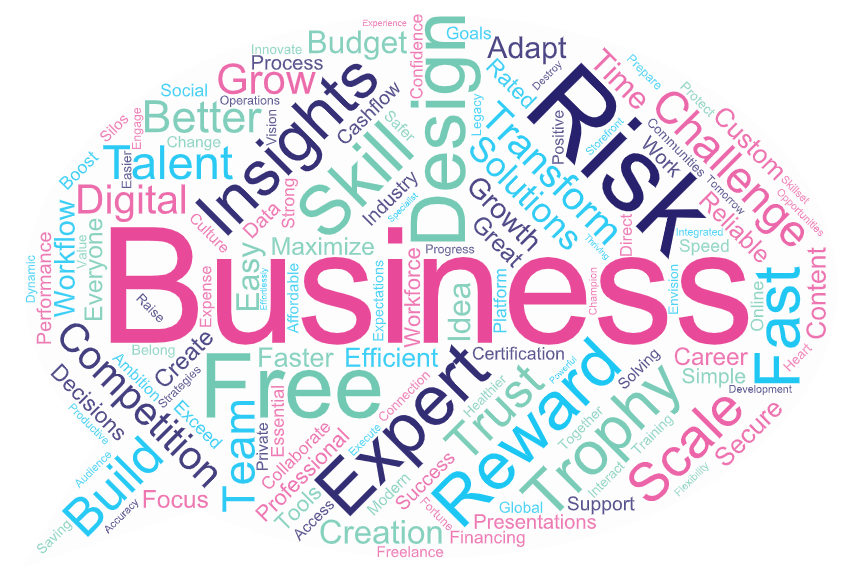 Experience
Innovate
Budget
Confidence
Goals
Adapt
Process
Grow
Insights
Design
Rated
Destroy
Time
Prepare
Social
Operations
Cashflow
Skill
Safer
Legacy
Positive
Risk
Challenge
Protect
Better
Change
Vision
Transform
Storefront
Communities
Work
Custom
Silos
Engage
Talent
Boost
Easier
Solutions
Tomorrow
Skillset
Opportunities
Digital
Culture
Data
Strong
Industry
Specialist
Growth
Great
Thriving
Direct
Integrated
Reliable
Speed
Workflow
Everyone
Value
Performance
Dynamic
Easy
Effortlessly
Maximize
Progress
Business
Raise
Expense
Affordable
Expectations
Workforce
Idea
Platform
Champion
Envision
Online
Fast
Content
Heart
Belong
Create
Strategies
Ambition
Competition
Decisions
Productive
Exceed
Free
Faster
Efficient
Expert
Certification
Powerful
Solving
Career
Simple
Development
Team
Private
Essential
Collaborate
Professional
Execute
Connection
Healthier
Trust
Reward
Together
Trophy
Training
Interact
Scale
Flexibility
Secure
Audience
Build
Accuracy
Saving
Focus
Tools
Access
Modern
Success
Fortune
Global
Support
Creation
Presentations
Financing
Freelance